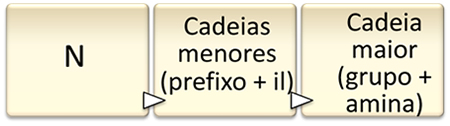 N
Cadeias
menores
(prefixo + il)
Cadeia
maior
(grupo +
amina)